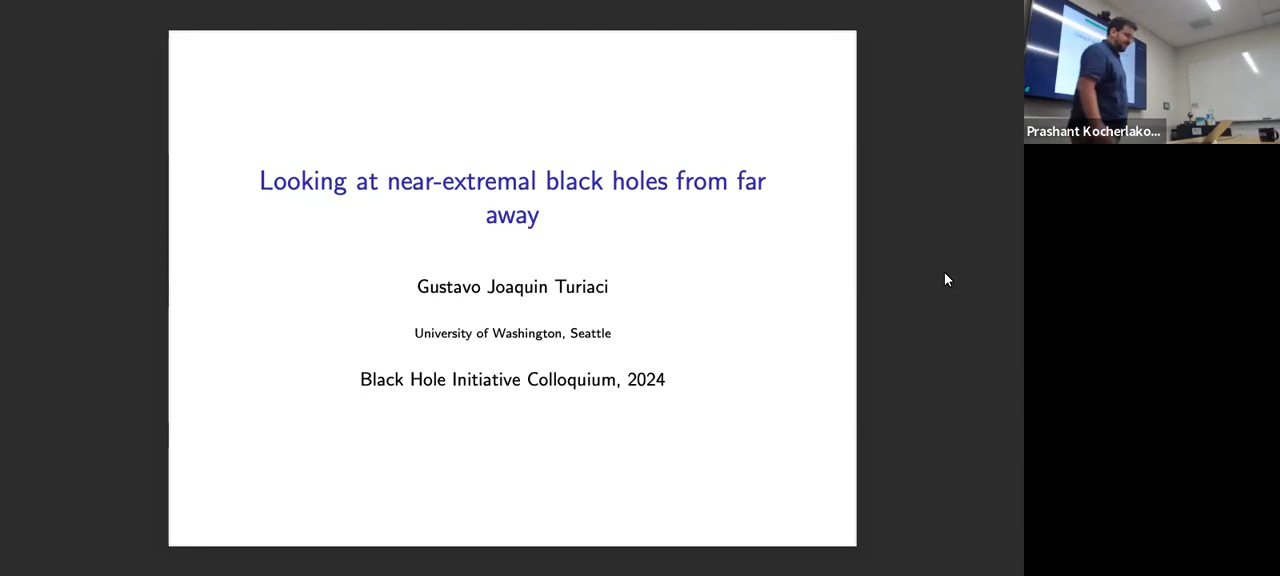 Looking at near-extremal black holes from far
away
Gustavo Joaquin Turiaci
University of Washington, Seattle
Black Hole Initiative Colloquium, 2024
Prashant Kocherlako...